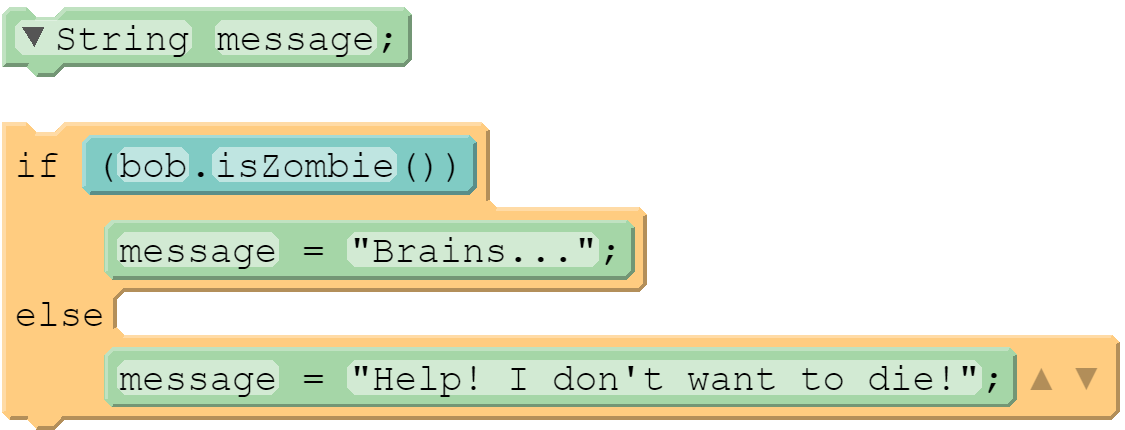 String message;
if (bob.isZombie())
message = "Brains...";
else
message = "Help! I don't want to die!";